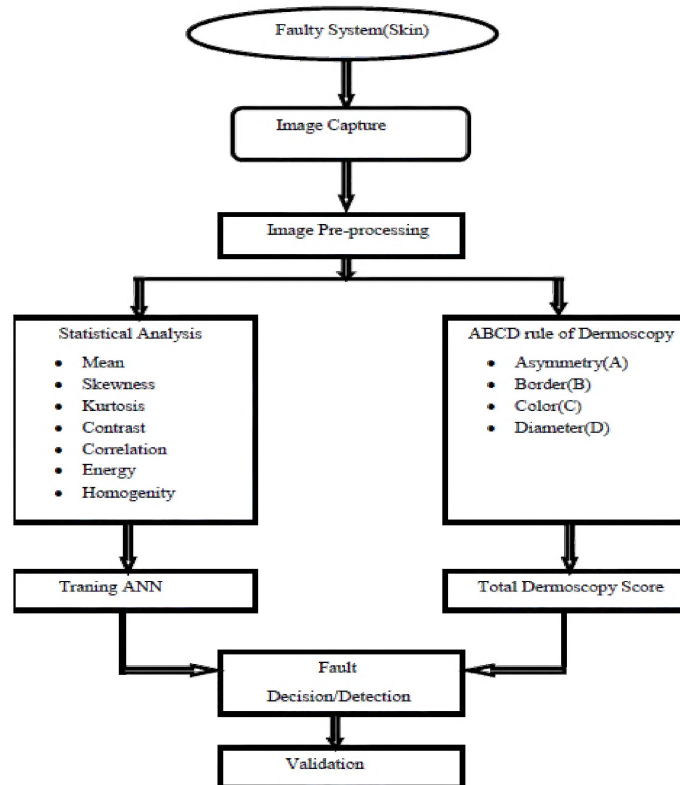 Faulty System(Skin)
Image Capture
Image Pre-processing
Statistical Analysis
• Mean
• Skewness
• Kurtosis
• Contrast
• Correlation
• Energy
• Homogenity
ABCD rule of Dermoscopy
• Asymmetry(A)
• Border(B)
• Color(C)
• Diameter(D)
Traning ANN
Total Dermoscopy Score
Fault
Decision/Detection
Validation